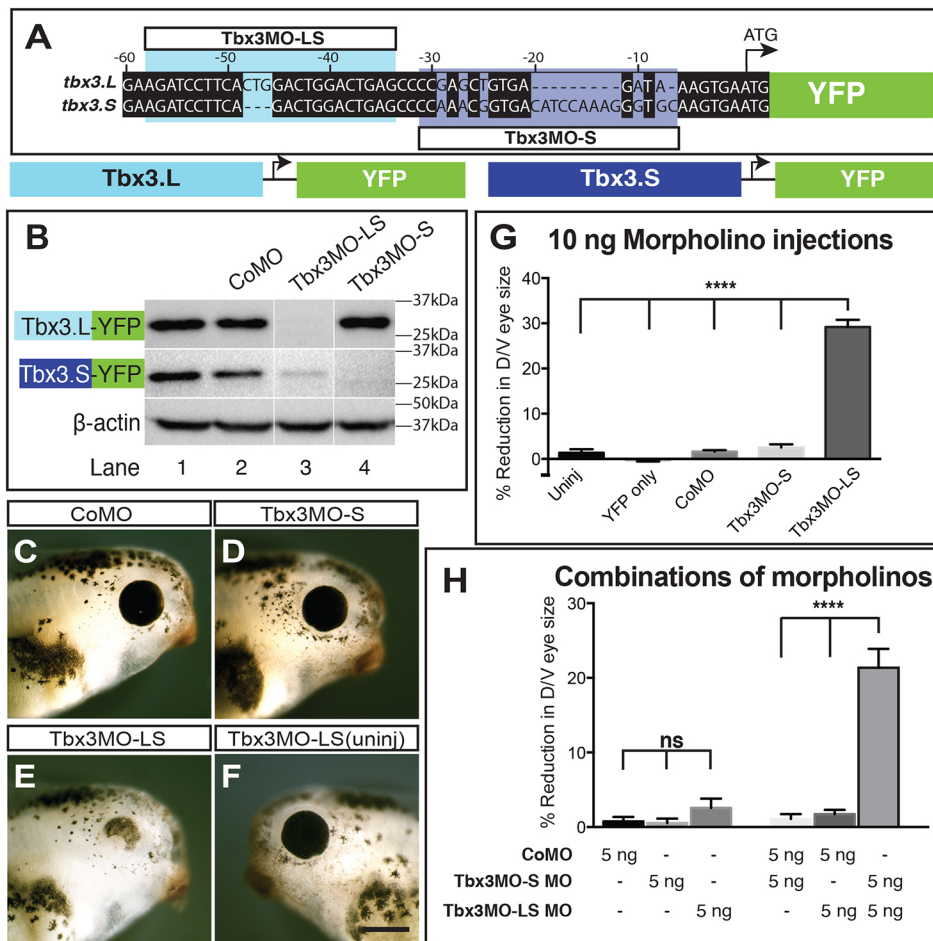 A
Tbx3MO-LS
ATG
-60 -50 -40 -30 -20 -10
tbx3.L GAAGATCCTTCACTGGACTGGACTGAGCCCCGAGCTGTGA---------GATA-AAGTGAATG
tbx3.S GAAGATCCTTCA---GACTGGACTGAGCCCCAAACGGTGACATCCAAAGGGTGCAAGTGAATG
YFP
Tbx3MO-S
Tbx3.L YFP Tbx3.S YFP
B
CoMO Tbx3MO-LS Tbx3MO-S
Tbx3.L-YFP
37kDa
25kDa
Tbx3.S-YFP
37kDa
25kDa
β-actin
50kDa
37kDa
Lane 1 2 3 4
CoMO Tbx3MO-S
C D
Tbx3MO-LS Tbx3MO-LS(uninj)
E F
G 10 ng Morpholino injections
% Reduction in D/V eye size
40
30
20
10
0
****
Uninj YFP only CoMO Tbx3MO-S Tbx3MO-LS
H Combinations of morpholinos
% Reduction in D/V eye size
30
20
10
0
ns
****
CoMO 5 ng - - 5 ng 5 ng -
Tbx3MO-S MO - 5 ng - 5 ng - 5 ng
Tbx3MO-LS MO - - 5 ng - 5 ng 5 ng